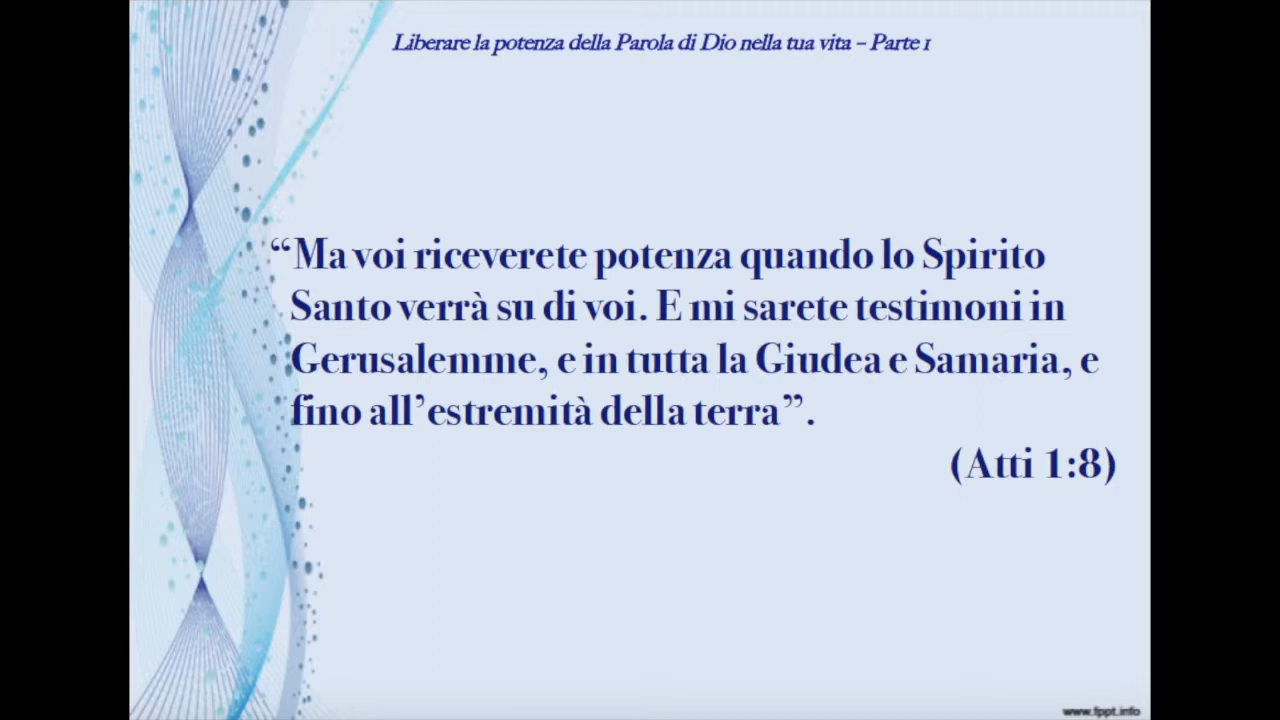 Liberare la potenza della Parola di Dio nella tua vita – Parte 1
“Ma voi riceverete potenza quando lo Spirito
Santo verrà su di voi. E mi sarete testimoni in
Gerusalemme, e in tutta la Giudea e Samaria, e
fino all’estremità della terra”.
(Atti 1:8)
www.fppt.info